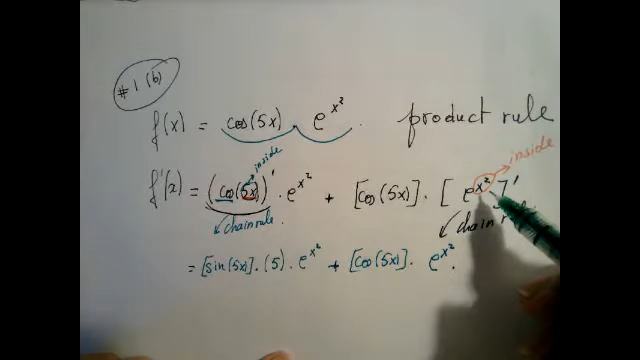 #1 (b)
f(x) = cos(5x) e^{x²} product rule
inside inside
f'(x) = (cos(5x))' · e^{x²} + [cos(5x)] · [e^{x²}]'
chain rule chain rule
= [sin(5x)] · (5) · e^{x²} + [cos(5x)] · e^{x²} ·